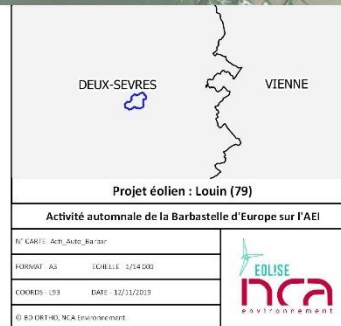 DEUX-SEVRES
VIENNE
Projet éolien : Louin (79)
Activité automnale de la Barbastelle d'Europe sur l'AEI
N° CARTE Acti_Auto_Barbar
FORMAT A3 ECHELLE 1/14 000
COORDS - L93 DATE - 12/11/2019
© BD ORTHO, NCA Environnement
EOLISE
nca
environnement